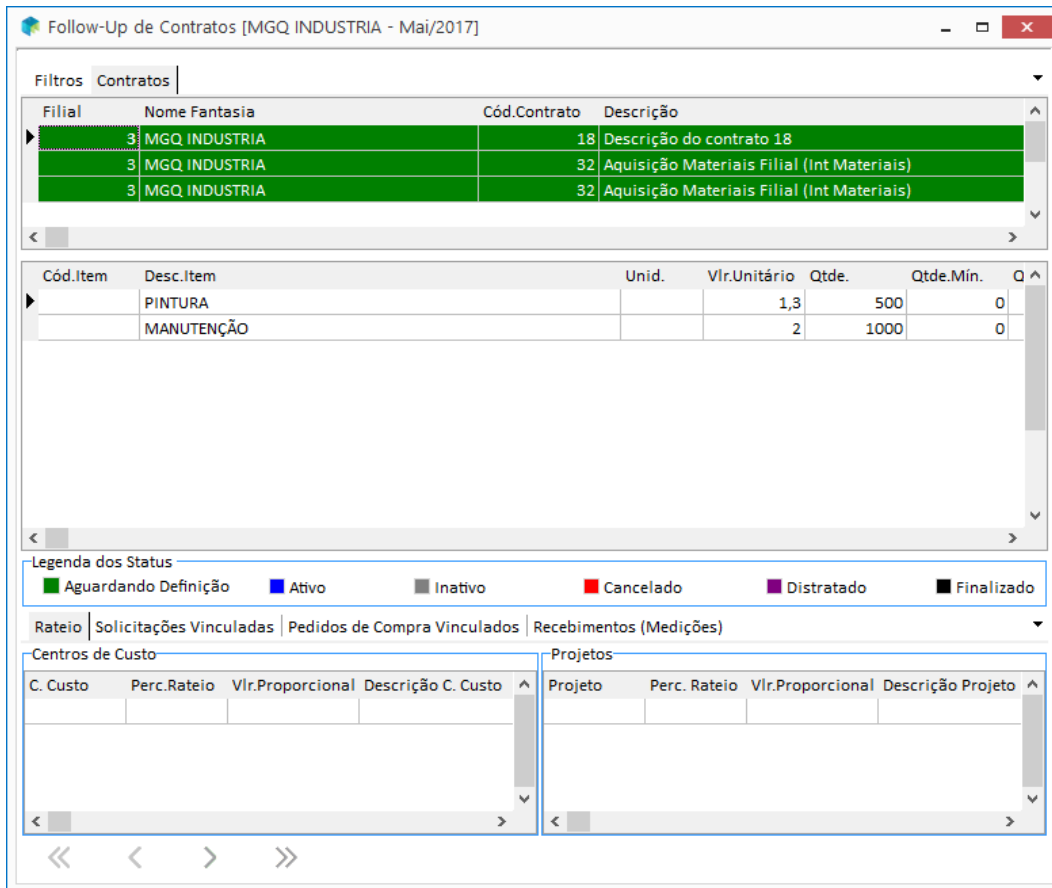 Follow-Up de Contratos [MGQ INDUSTRIA - Mai/2017]
Filtros Contratos
Filial Nome Fantasia Cód.Contrato Descrição
3 MGQ INDUSTRIA 18 Descrição do contrato 18
3 MGQ INDUSTRIA 32 Aquisição Materiais Filial (Int Materiais)
3 MGQ INDUSTRIA 32 Aquisição Materiais Filial (Int Materiais)
Cód.Item Desc.Item Unid. Vlr.Unitário Qtde. Qtde.Mín. Q
PINTURA 1,3 500 0
MANUTENÇÃO 2 1000 0
Legenda dos Status
Aguardando Definição Ativo Inativo Cancelado Distratado Finalizado
Rateio Solicitações Vinculadas Pedidos de Compra Vinculados Recebimentos (Medições)
Centros de Custo Projetos
C. Custo Perc.Rateio Vlr.Proporcional Descrição C. Custo Projeto Perc. Rateio Vlr.Proporcional Descrição Projeto